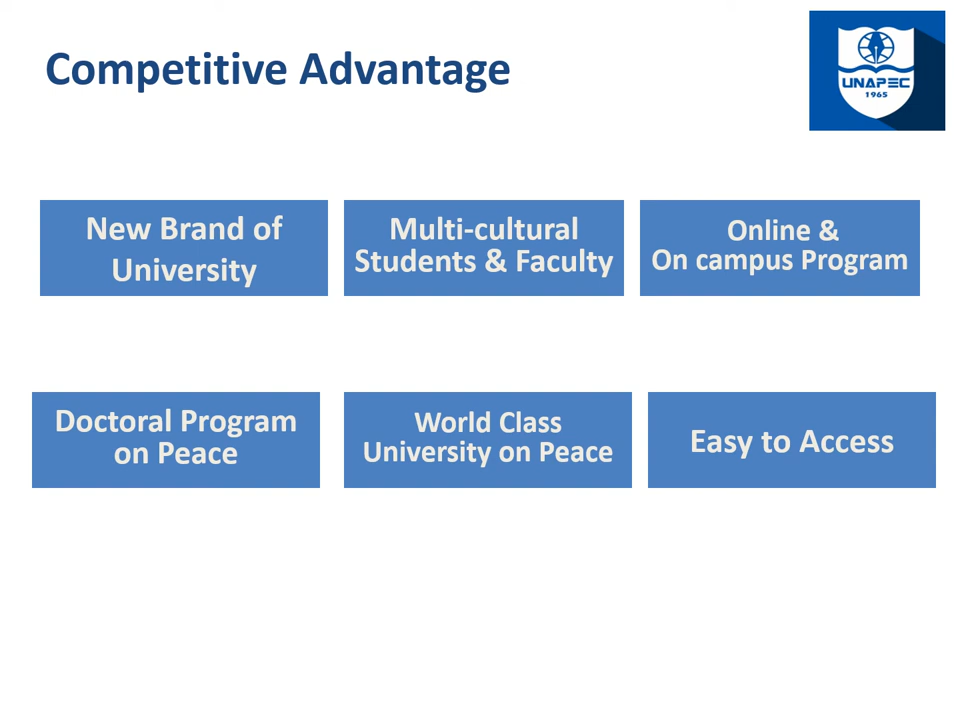 Competitive Advantage
UNAPEC
1965
New Brand of
University
Multi-cultural
Students & Faculty
Online &
On campus Program
Doctoral Program
on Peace
World Class
University on Peace
Easy to Access